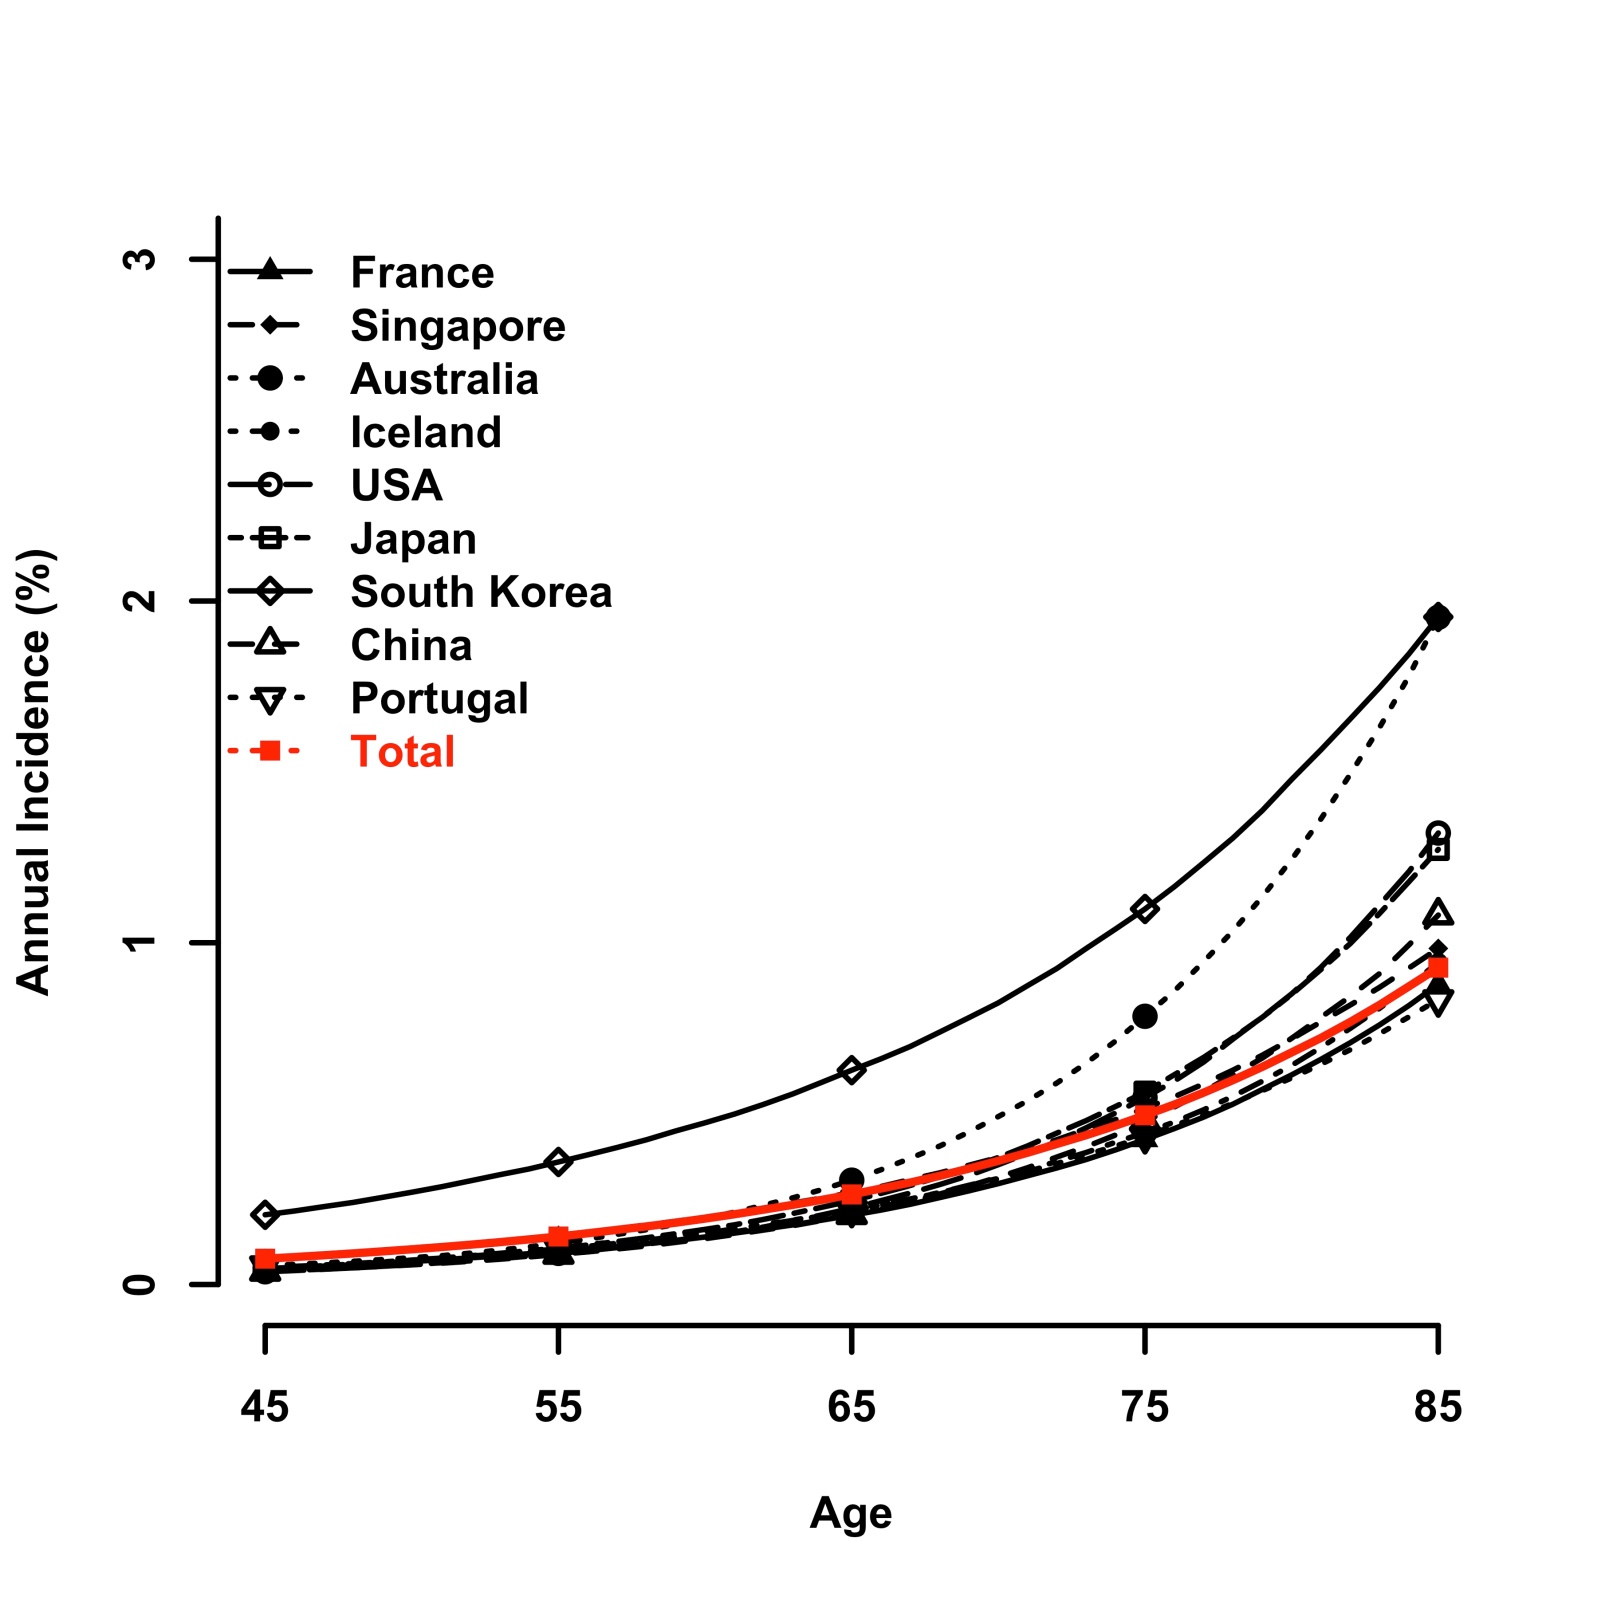 Annual Incidence (%)
3
2
1
0
France
Singapore
Australia
Iceland
USA
Japan
South Korea
China
Portugal
Total
45 55 65 75 85
Age